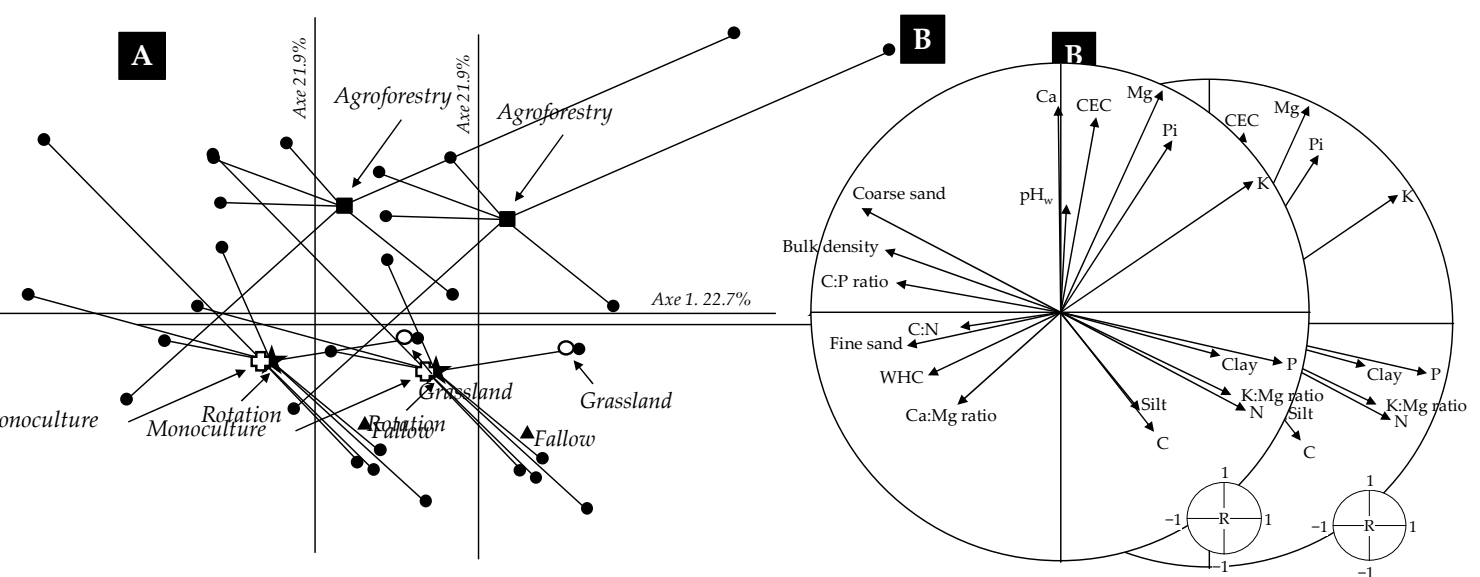 A
Axe 21.9%
Axe 21.9%
Agroforestry
Agroforestry
Axe 1. 22.7%
Grassland
Grassland
Rotation
Rotation
onoculture
Monoculture
Fallow
Fallow
B
B
Ca
CEC
Mg
Pi
K
pHw
Coarse sand
Bulk density
C:P ratio
C:N
Fine sand
WHC
Ca:Mg ratio
Clay
P
K:Mg ratio
N
Silt
C
1
−1
R
1
−1
CEC
Mg
Pi
K
Clay
P
K:Mg ratio
N
Silt
C
1
−1
R
1
−1